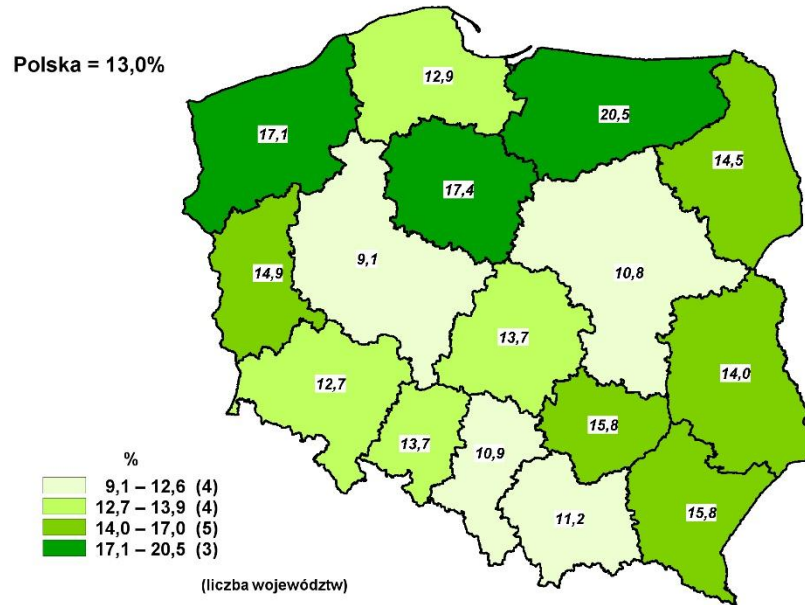 Polska = 13,0%
12,9
17,1
20,5
14,5
17,4
9,1
14,9
10,8
13,7
12,7
14,0
15,8
13,7
10,9
11,2
15,8
%
9,1 – 12,6 (4)
12,7 – 13,9 (4)
14,0 – 17,0 (5)
17,1 – 20,5 (3)
(liczba województw)